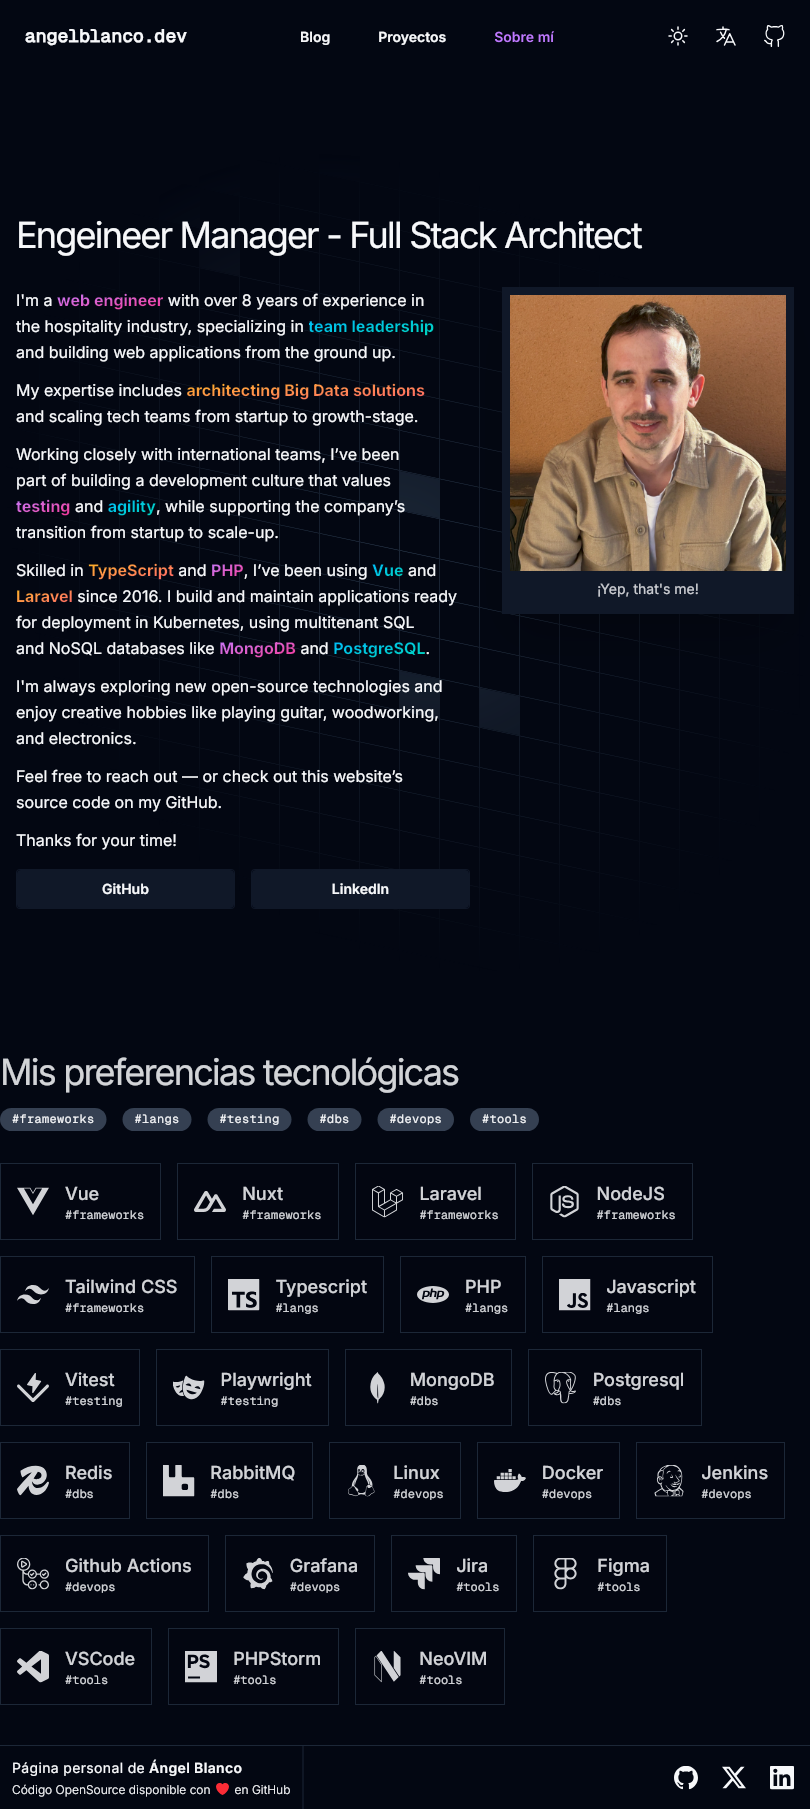 angelblanco.dev
Blog
Proyectos
Sobre mí
Engeineer Manager - Full Stack Architect
I'm a web engineer with over 8 years of experience in
the hospitality industry, specializing in team leadership
and building web applications from the ground up.
My expertise includes architecting Big Data solutions
and scaling tech teams from startup to growth-stage.
Working closely with international teams, I’ve been
part of building a development culture that values
testing and agility, while supporting the company’s
transition from startup to scale-up.
Skilled in TypeScript and PHP, I’ve been using Vue and
Laravel since 2016. I build and maintain applications ready
for deployment in Kubernetes, using multitenant SQL
and NoSQL databases like MongoDB and PostgreSQL.
I'm always exploring new open-source technologies and
enjoy creative hobbies like playing guitar, woodworking,
and electronics.
Feel free to reach out — or check out this website’s
source code on my GitHub.
Thanks for your time!
GitHub
LinkedIn
¡Yep, that's me!
Mis preferencias tecnológicas
#frameworks
#langs
#testing
#dbs
#devops
#tools
Vue
#frameworks
Nuxt
#frameworks
Laravel
#frameworks
JS
NodeJS
#frameworks
Tailwind CSS
#frameworks
TS
Typescript
#langs
php
PHP
#langs
JS
Javascript
#langs
Vitest
#testing
Playwright
#testing
MongoDB
#dbs
Postgresql
#dbs
Redis
#dbs
RabbitMQ
#dbs
Linux
#devops
Docker
#devops
Jenkins
#devops
Github Actions
#devops
Grafana
#devops
Jira
#tools
Figma
#tools
VSCode
#tools
PS
PHPStorm
#tools
NeoVIM
#tools
Página personal de Ángel Blanco
Código OpenSource disponible con ❤️ en GitHub